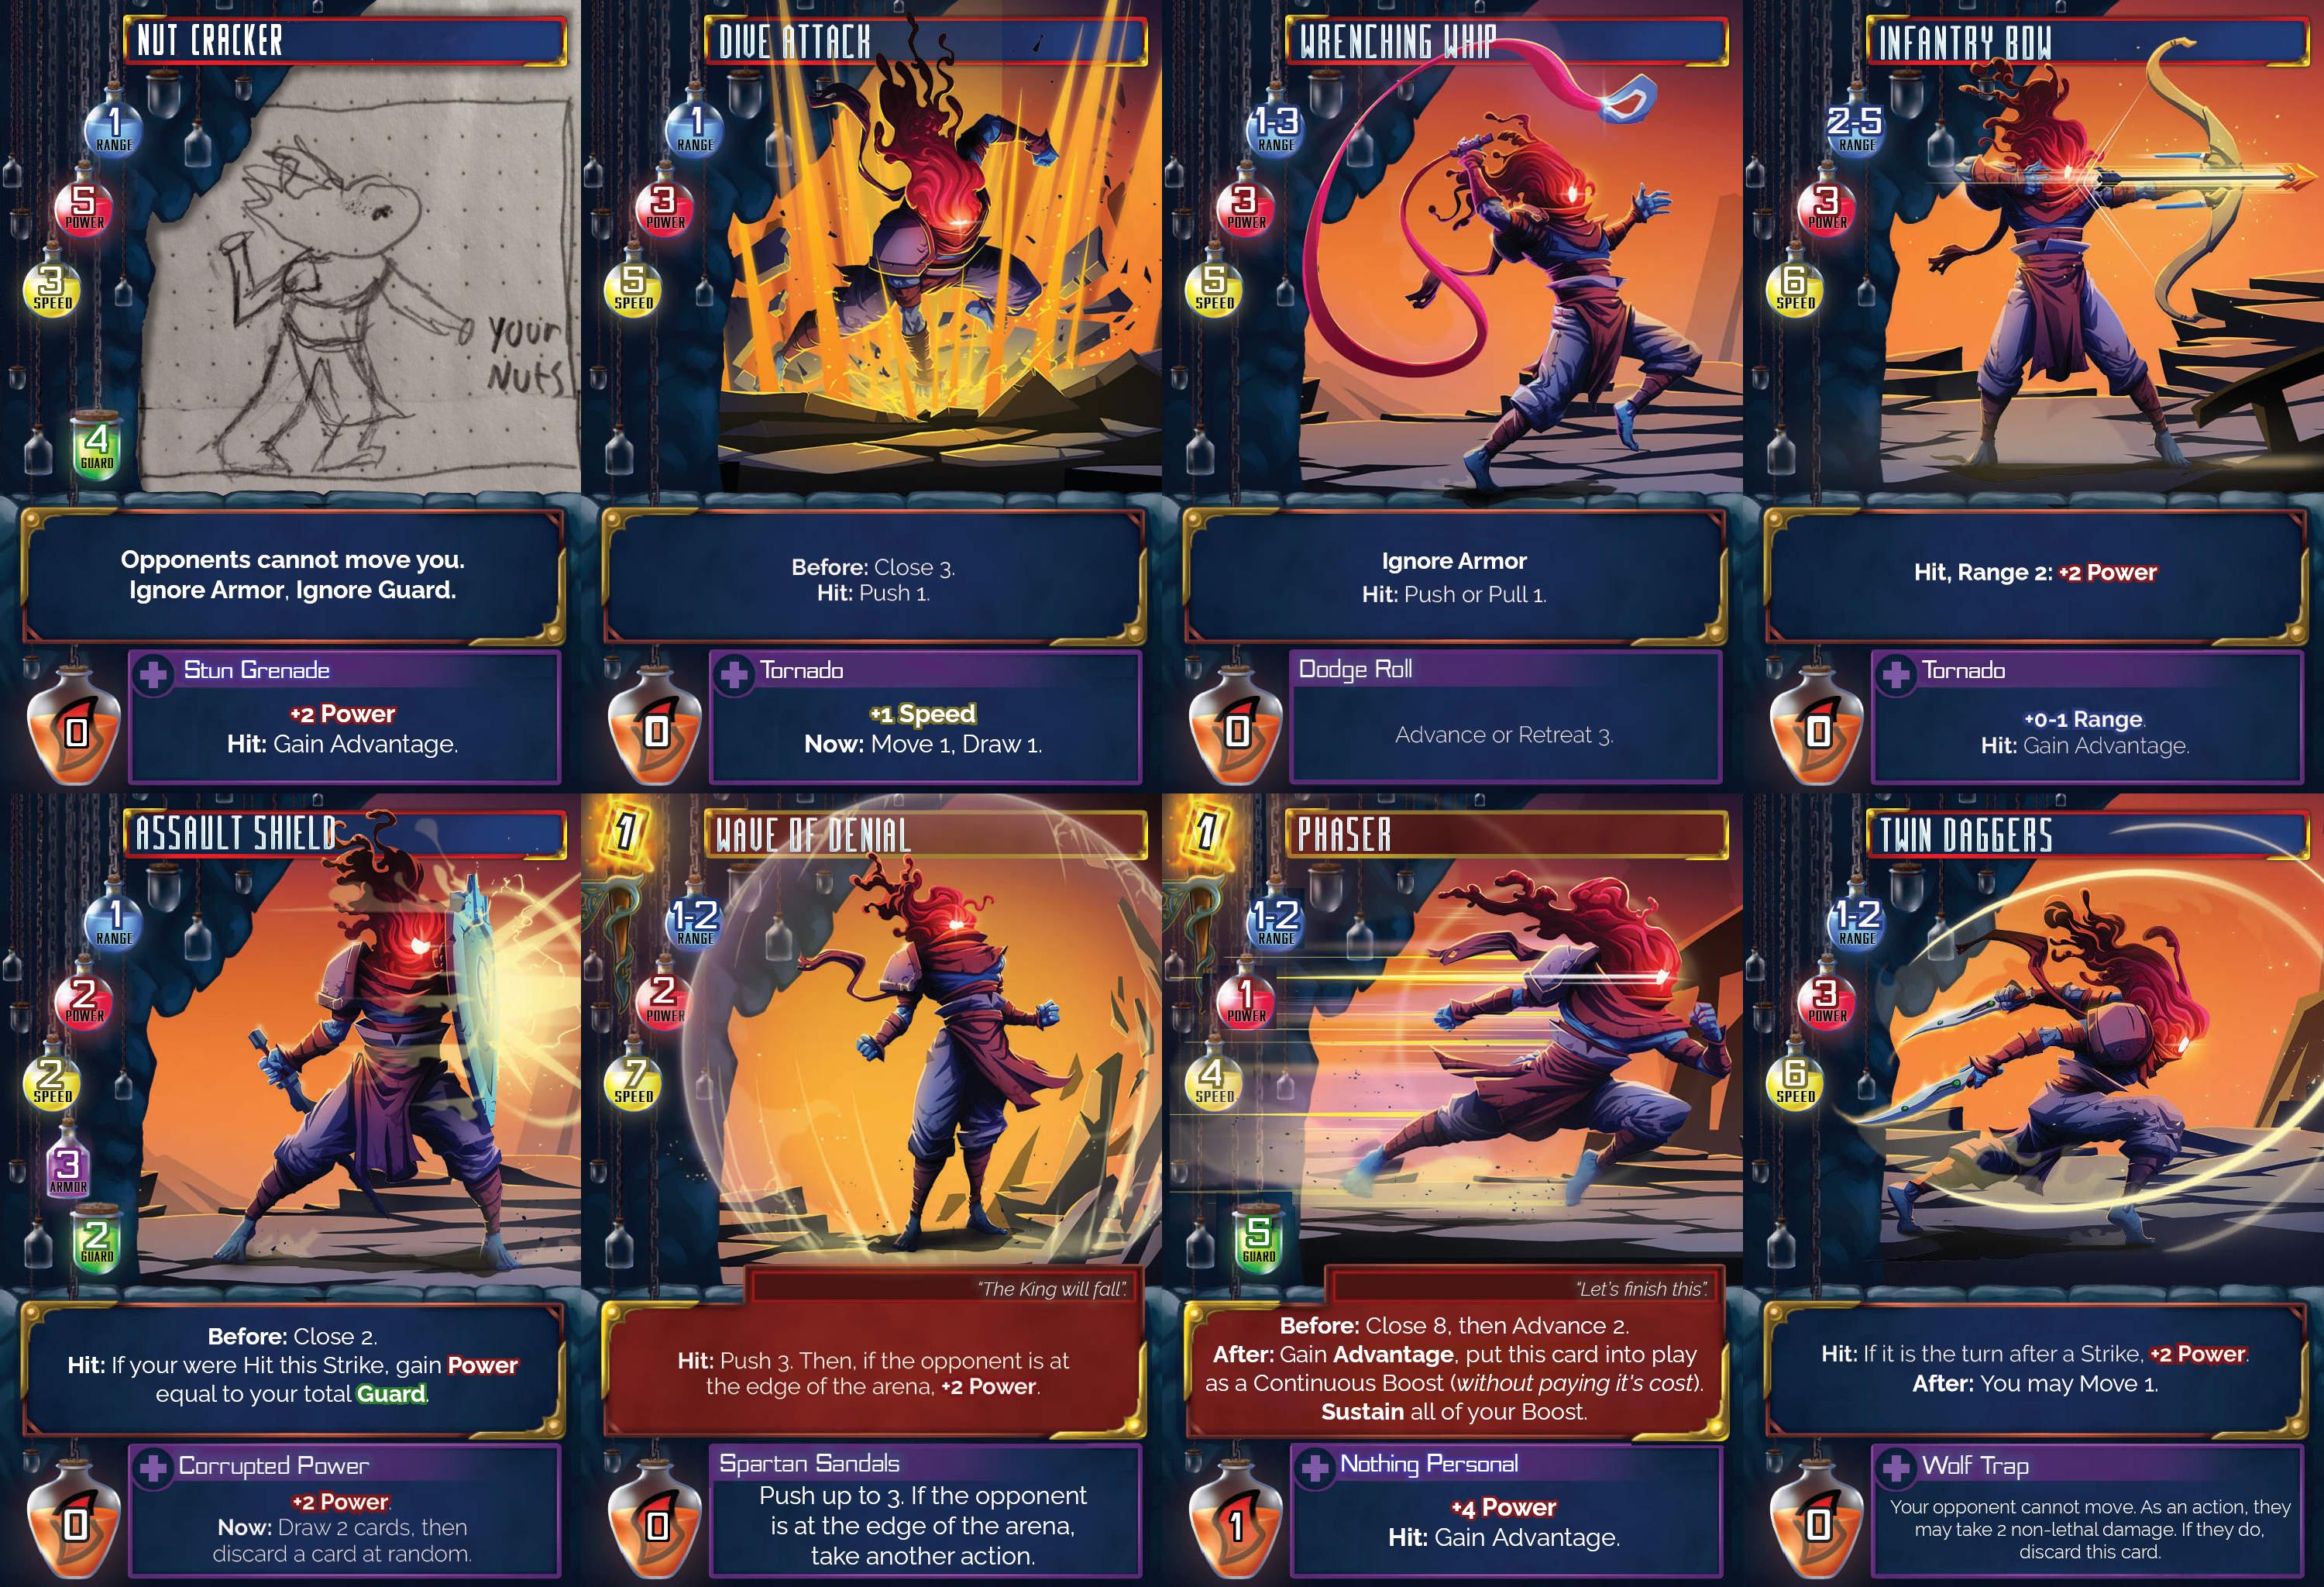 NUT CRACKER
1
RANGE
5
POWER
3
SPEED
4
GUARD
Your
Nuts
Opponents cannot move you.
Ignore Armor, Ignore Guard.
0
Stun Grenade
+2 Power
Hit: Gain Advantage.
DIVE ATTACK
1
RANGE
3
POWER
5
SPEED
Before: Close 3.
Hit: Push 1.
0
Tornado
+1 Speed
Now: Move 1, Draw 1.
WRENCHING WHIP
1-3
RANGE
3
POWER
5
SPEED
Ignore Armor
Hit: Push or Pull 1.
0
Dodge Roll
Advance or Retreat 3.
INFANTRY BOW
2-5
RANGE
3
POWER
6
SPEED
Hit, Range 2: +2 Power
0
Tornado
+0-1 Range.
Hit: Gain Advantage.
ASSAULT SHIELD
1
RANGE
2
POWER
2
SPEED
3
ARMOR
2
GUARD
Before: Close 2.
Hit: If your were Hit this Strike, gain Power
equal to your total Guard.
0
Corrupted Power
+2 Power.
Now: Draw 2 cards, then
discard a card at random.
1
WAVE OF DENIAL
1-2
RANGE
2
POWER
7
SPEED
"The King will fall".
Hit: Push 3. Then, if the opponent is at
the edge of the arena, +2 Power.
0
Spartan Sandals
Push up to 3. If the opponent
is at the edge of the arena,
take another action.
1
PHASER
1-2
RANGE
1
POWER
4
SPEED
5
GUARD
"Let's finish this".
Before: Close 8, then Advance 2.
After: Gain Advantage, put this card into play
as a Continuous Boost (without paying it's cost).
Sustain all of your Boost.
1
Nothing Personal
+4 Power
Hit: Gain Advantage.
TWIN DAGGERS
1-2
RANGE
3
POWER
6
SPEED
Hit: If it is the turn after a Strike, +2 Power.
After: You may Move 1.
0
Wolf Trap
Your opponent cannot move. As an action, they
may take 2 non-lethal damage. If they do,
discard this card.